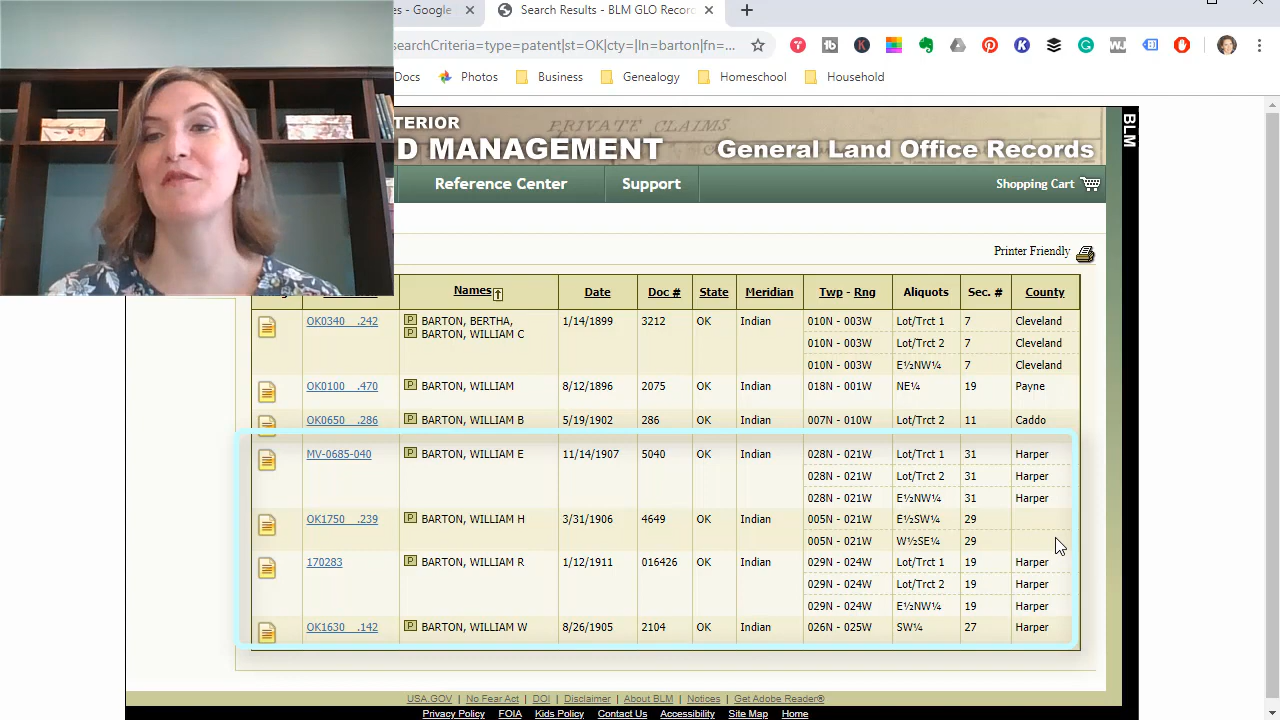 es - Google
Search Results - BLM GLO Recor
earchCriteria=type=patent|st=OK|cty=|ln=barton|fn=...
Docs Photos Business Genealogy Homeschool Household
TERIOR
PRIVATE CLAIMS
D MANAGEMENT General Land Office Records
BLM
Reference Center Support Shopping Cart
Printer Friendly
Names Date Doc # State Meridian Twp - Rng Aliquots Sec. # County
OK0340 .242 P BARTON, BERTHA, 1/14/1899 3212 OK Indian 010N - 003W Lot/Trct 1 7 Cleveland
P BARTON, WILLIAM C
010N - 003W Lot/Trct 2 7 Cleveland
010N - 003W E½NW¼ 7 Cleveland
OK0100 .470 P BARTON, WILLIAM 8/12/1896 2075 OK Indian 018N - 001W NE¼ 19 Payne
OK0650 .286 P BARTON, WILLIAM B 5/19/1902 286 OK Indian 007N - 010W Lot/Trct 2 11 Caddo
MV-0685-040 P BARTON, WILLIAM E 11/14/1907 5040 OK Indian 028N - 021W Lot/Trct 1 31 Harper
028N - 021W Lot/Trct 2 31 Harper
028N - 021W E½NW¼ 31 Harper
OK1750 .239 P BARTON, WILLIAM H 3/31/1906 4649 OK Indian 005N - 021W E½SW¼ 29
005N - 021W W½SE¼ 29
170283 P BARTON, WILLIAM R 1/12/1911 016426 OK Indian 029N - 024W Lot/Trct 1 19 Harper
029N - 024W Lot/Trct 2 19 Harper
029N - 024W E½NW¼ 19 Harper
OK1630 .142 P BARTON, WILLIAM W 8/26/1905 2104 OK Indian 026N - 025W SW¼ 27 Harper
USA.GOV | No Fear Act | DOI | Disclaimer | About BLM | Notices | Get Adobe Reader®
Privacy Policy | FOIA | Kids Policy | Contact Us | Accessibility | Site Map | Home